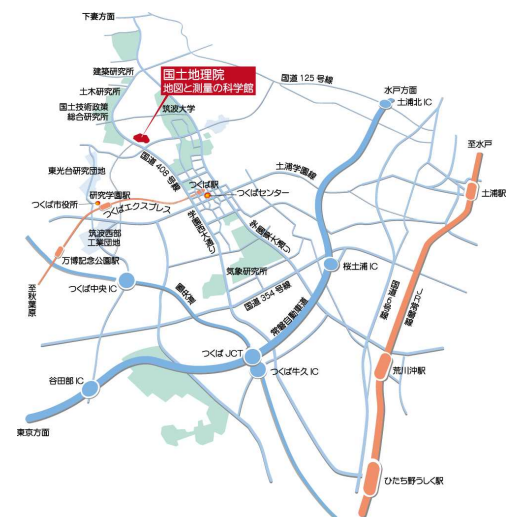 下妻方面
建築研究所
国土地理院
地図と測量の科学館
国道125号線
水戸方面
土浦北IC
土木研究所
筑波大学
国土技術政策
総合研究所
至水戸
国道408号線
土浦学園線
東光台研究団地
つくば駅
つくばセンター
土浦駅
研究学園駅
つくば市役所
つくばエクスプレス
学園西大通り
学園東大通り
筑波西部
工業団地
万博記念公園駅
気象研究所
桜土浦IC
至秋葉原
つくば中央IC
圏央道
国道354号線
国道6号線
JR常磐線
常磐自動車道
つくばJCT
つくば牛久IC
荒川沖駅
谷田部IC
東京方面
ひたち野うしく駅